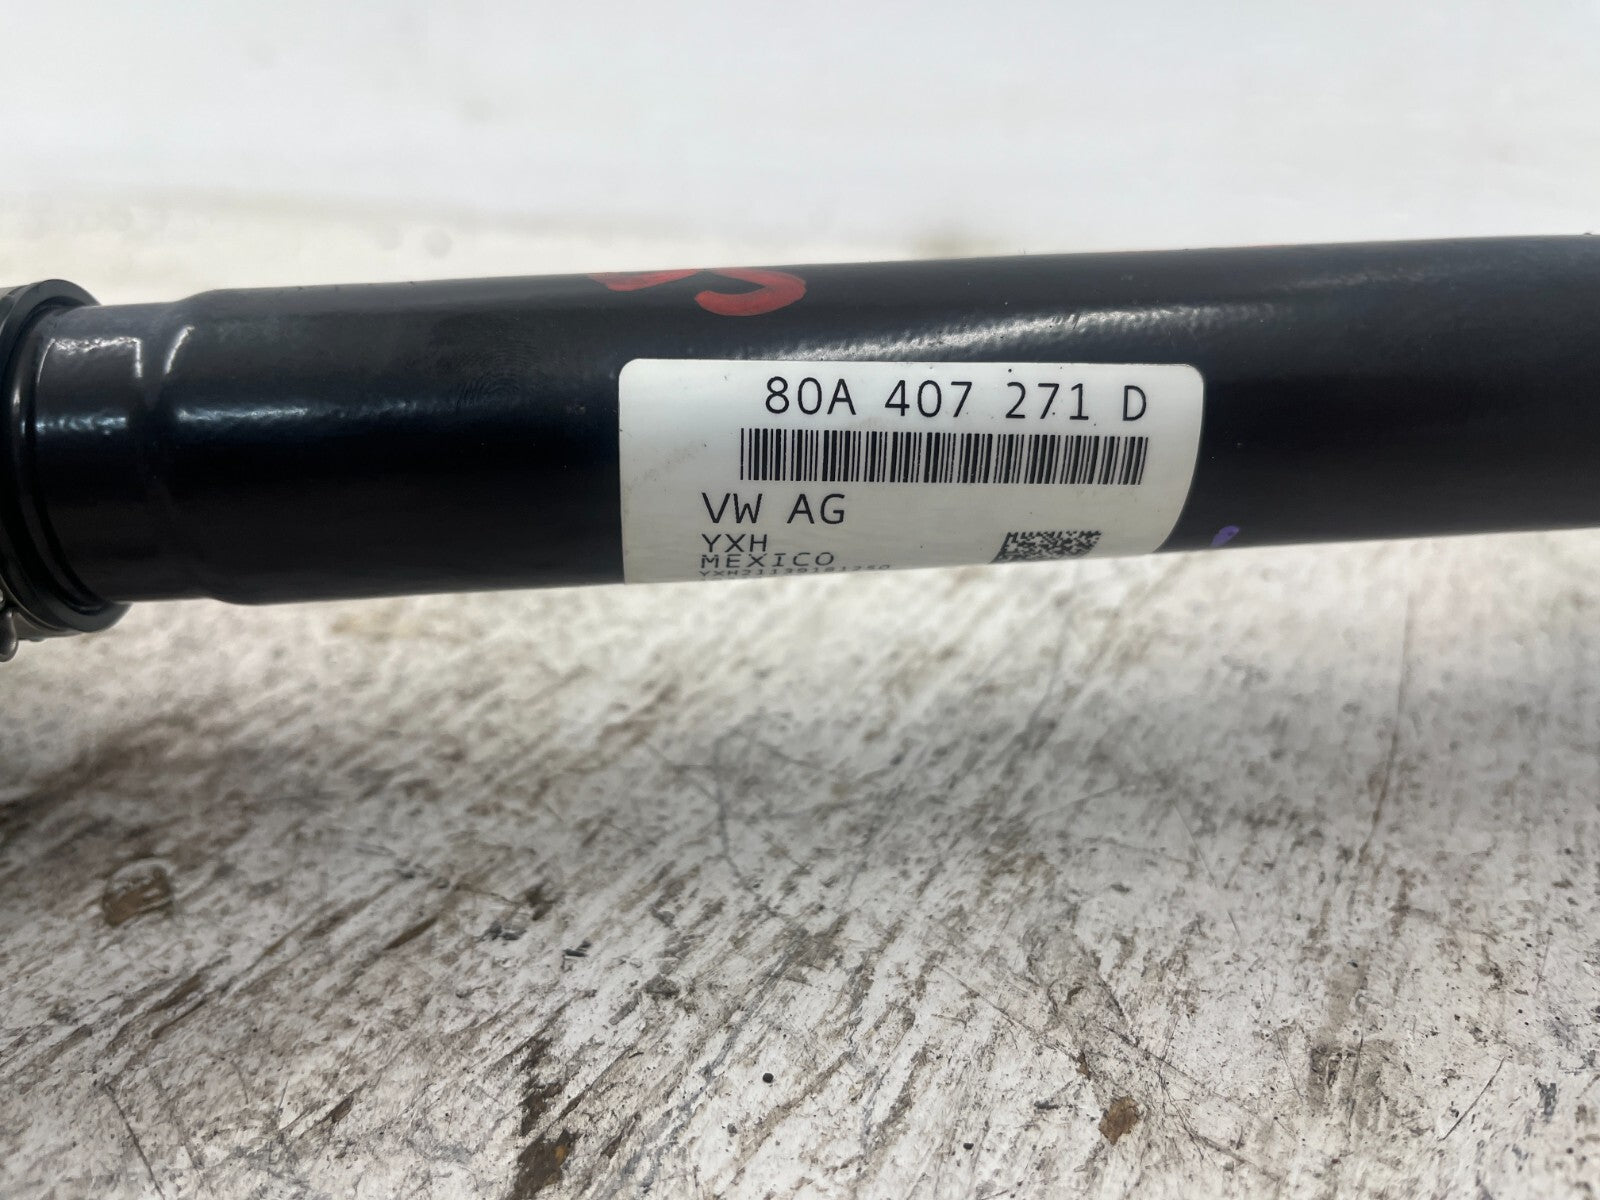 80A 407 271 D
VW AG
YXH
MEXICO